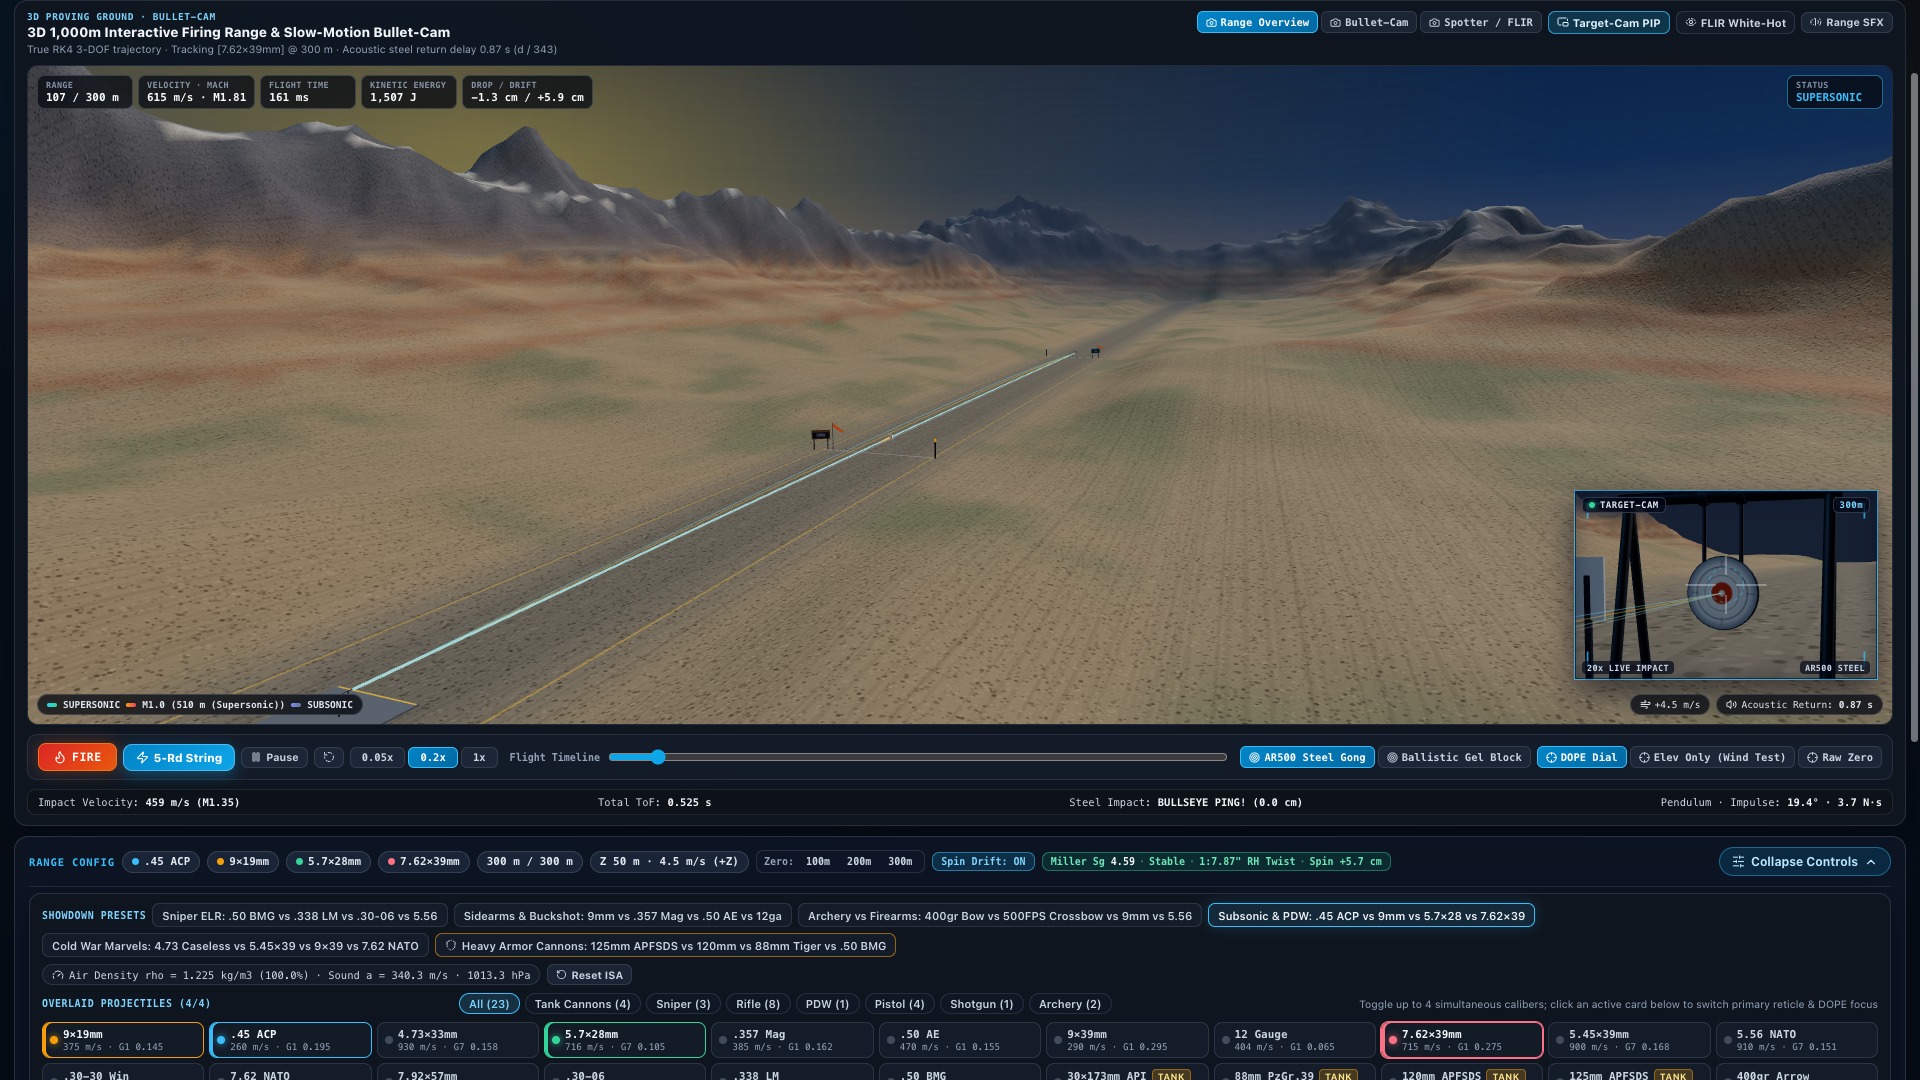 3D PROVING GROUND · BULLET-CAM
3D 1,000m Interactive Firing Range & Slow-Motion Bullet-Cam
True RK4 3-DOF trajectory · Tracking [7.62×39mm] @ 300 m · Acoustic steel return delay 0.87 s (d / 343)
Range Overview
Bullet-Cam
Spotter / FLIR
Target-Cam PIP
FLIR White-Hot
Range SFX
RANGE
107 / 300 m
VELOCITY · MACH
615 m/s · M1.81
FLIGHT TIME
161 ms
KINETIC ENERGY
1,507 J
DROP / DRIFT
−1.3 cm / +5.9 cm
STATUS
SUPERSONIC
TARGET-CAM
300m
20x LIVE IMPACT
AR500 STEEL
SUPERSONIC
M1.0 (510 m (Supersonic))
SUBSONIC
+4.5 m/s
Acoustic Return: 0.87 s
FIRE
5-Rd String
Pause
0.05x
0.2x
1x
Flight Timeline
AR500 Steel Gong
Ballistic Gel Block
DOPE Dial
Elev Only (Wind Test)
Raw Zero
Impact Velocity: 459 m/s (M1.35)
Total ToF: 0.525 s
Steel Impact: BULLSEYE PING! (0.0 cm)
Pendulum · Impulse: 19.4° · 3.7 N·s
RANGE CONFIG
.45 ACP
9×19mm
5.7×28mm
7.62×39mm
300 m / 300 m
Z 50 m · 4.5 m/s (+Z)
Zero: 100m 200m 300m
Spin Drift: ON
Miller Sg 4.59 · Stable · 1:7.87" RH Twist · Spin +5.7 cm
Collapse Controls
SHOWDOWN PRESETS
Sniper ELR: .50 BMG vs .338 LM vs .30-06 vs 5.56
Sidearms & Buckshot: 9mm vs .357 Mag vs .50 AE vs 12ga
Archery vs Firearms: 400gr Bow vs 500FPS Crossbow vs 9mm vs 5.56
Subsonic & PDW: .45 ACP vs 9mm vs 5.7×28 vs 7.62×39
Cold War Marvels: 4.73 Caseless vs 5.45×39 vs 9×39 vs 7.62 NATO
Heavy Armor Cannons: 125mm APFSDS vs 120mm vs 88mm Tiger vs .50 BMG
Air Density rho = 1.225 kg/m3 (100.0%) · Sound a = 340.3 m/s · 1013.3 hPa
Reset ISA
OVERLAID PROJECTILES (4/4)
All (23)
Tank Cannons (4)
Sniper (3)
Rifle (8)
PDW (1)
Pistol (4)
Shotgun (1)
Archery (2)
Toggle up to 4 simultaneous calibers; click an active card below to switch primary reticle & DOPE focus
9×19mm
375 m/s · G1 0.145
.45 ACP
260 m/s · G1 0.195
4.73×33mm
930 m/s · G7 0.158
5.7×28mm
716 m/s · G7 0.105
.357 Mag
385 m/s · G1 0.162
.50 AE
470 m/s · G1 0.155
9×39mm
290 m/s · G1 0.295
12 Gauge
404 m/s · G1 0.065
7.62×39mm
715 m/s · G1 0.275
5.45×39mm
900 m/s · G7 0.168
5.56 NATO
910 m/s · G7 0.151
.30-30 Win
7.62 NATO
7.92×57mm
.30-06
.338 LM
.50 BMG
30×173mm API TANK
88mm PzGr.39 TANK
120mm APFSDS TANK
125mm APFSDS TANK
400gr Arrow